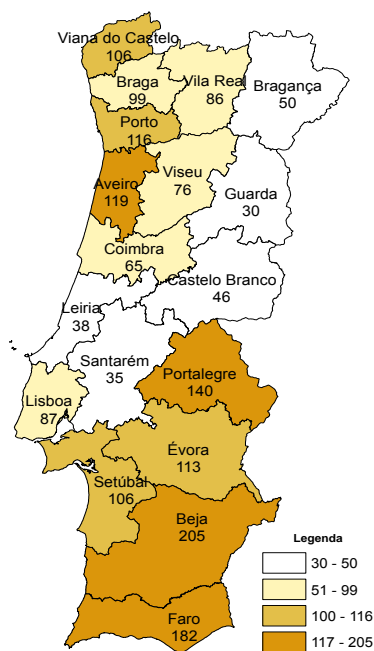 Viana do Castelo
106
Braga
99
Vila Real
86
Bragança
50
Porto
116
Aveiro
119
Viseu
76
Guarda
30
Coimbra
65
Castelo Branco
46
Leiria
38
Santarém
35
Portalegre
140
Lisboa
87
Évora
113
Setúbal
106
Beja
205
Faro
182
Legenda
30 - 50
51 - 99
100 - 116
117 - 205